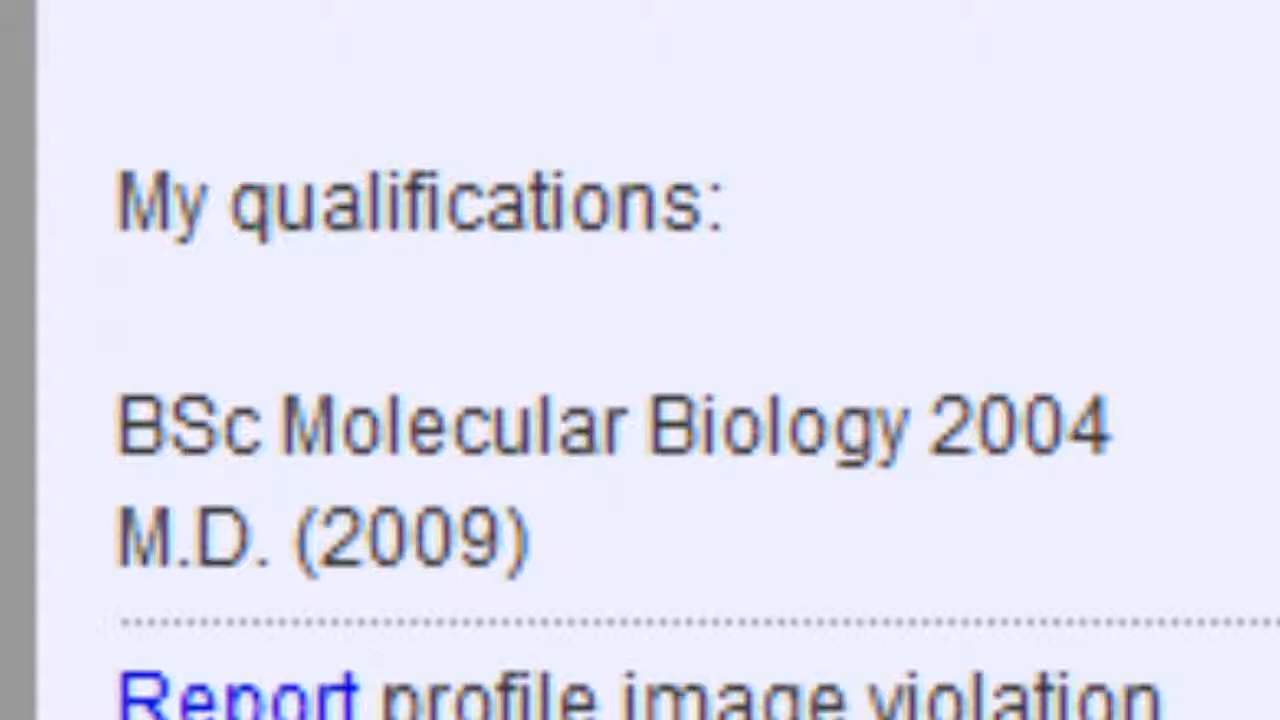 My qualifications:
BSc Molecular Biology 2004
M.D. (2009)
Report profile image violation